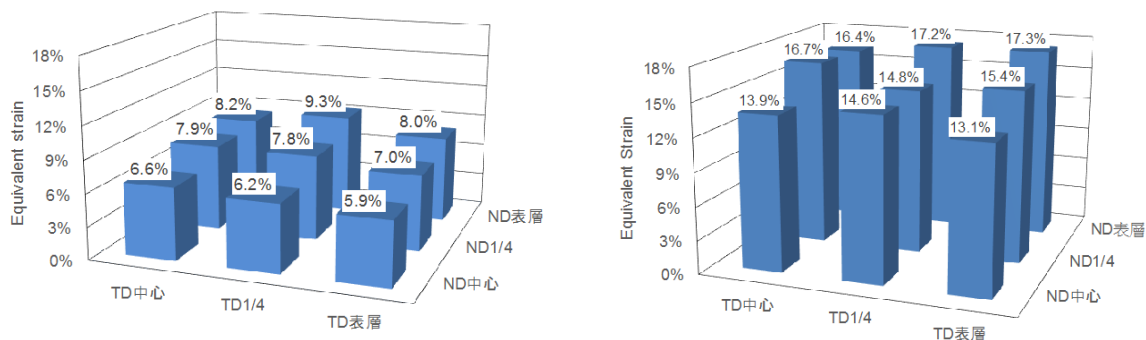 Equivalent strain
18%
15%
12%
9%
6%
3%
0%
8.2%
9.3%
8.0%
7.9%
7.8%
7.0%
6.6%
6.2%
5.9%
TD中心
TD1/4
TD表層
ND表層
ND1/4
ND中心
Equivalent Strain
18%
15%
12%
9%
6%
3%
0%
16.4%
17.2%
17.3%
16.7%
14.8%
15.4%
13.9%
14.6%
13.1%
TD中心
TD1/4
TD表層
ND表層
ND1/4
ND中心